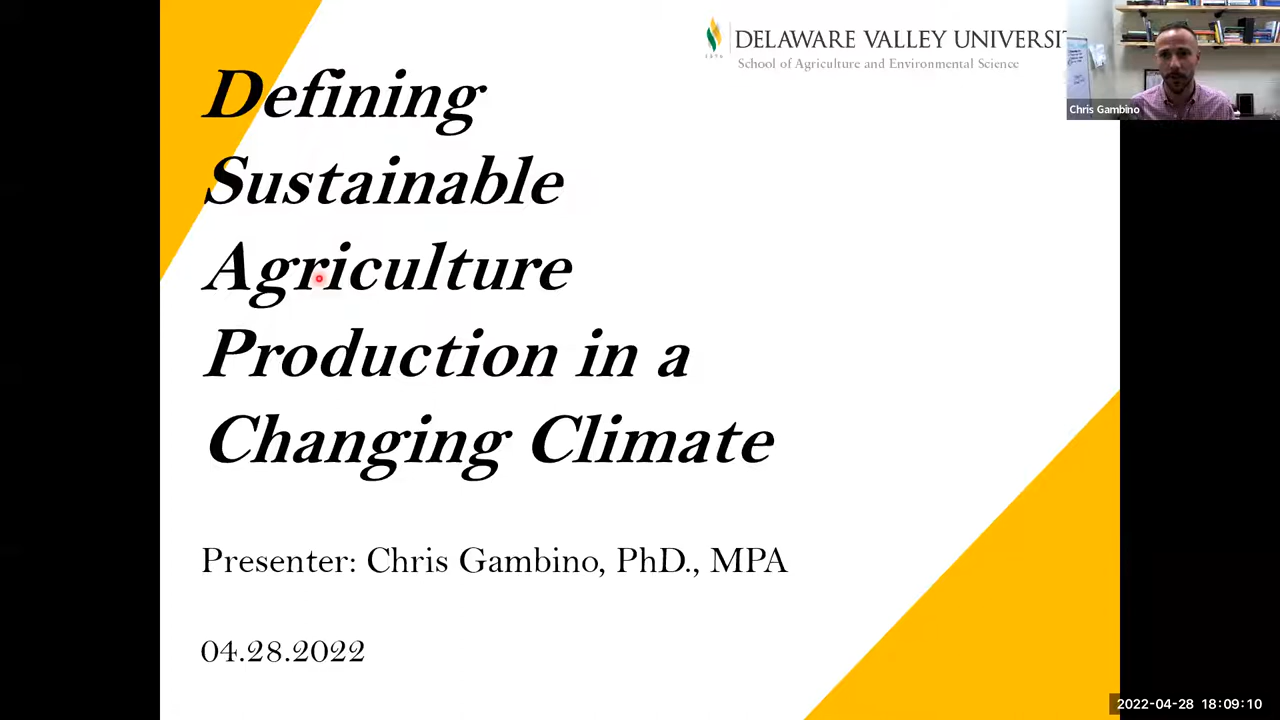 DELAWARE VALLEY UNIVERSIT
School of Agriculture and Environmental Science
Defining
Sustainable
Agriculture
Production in a
Changing Climate
Presenter: Chris Gambino, PhD., MPA
04.28.2022
Chris Gambino
2022-04-28 18:09:10